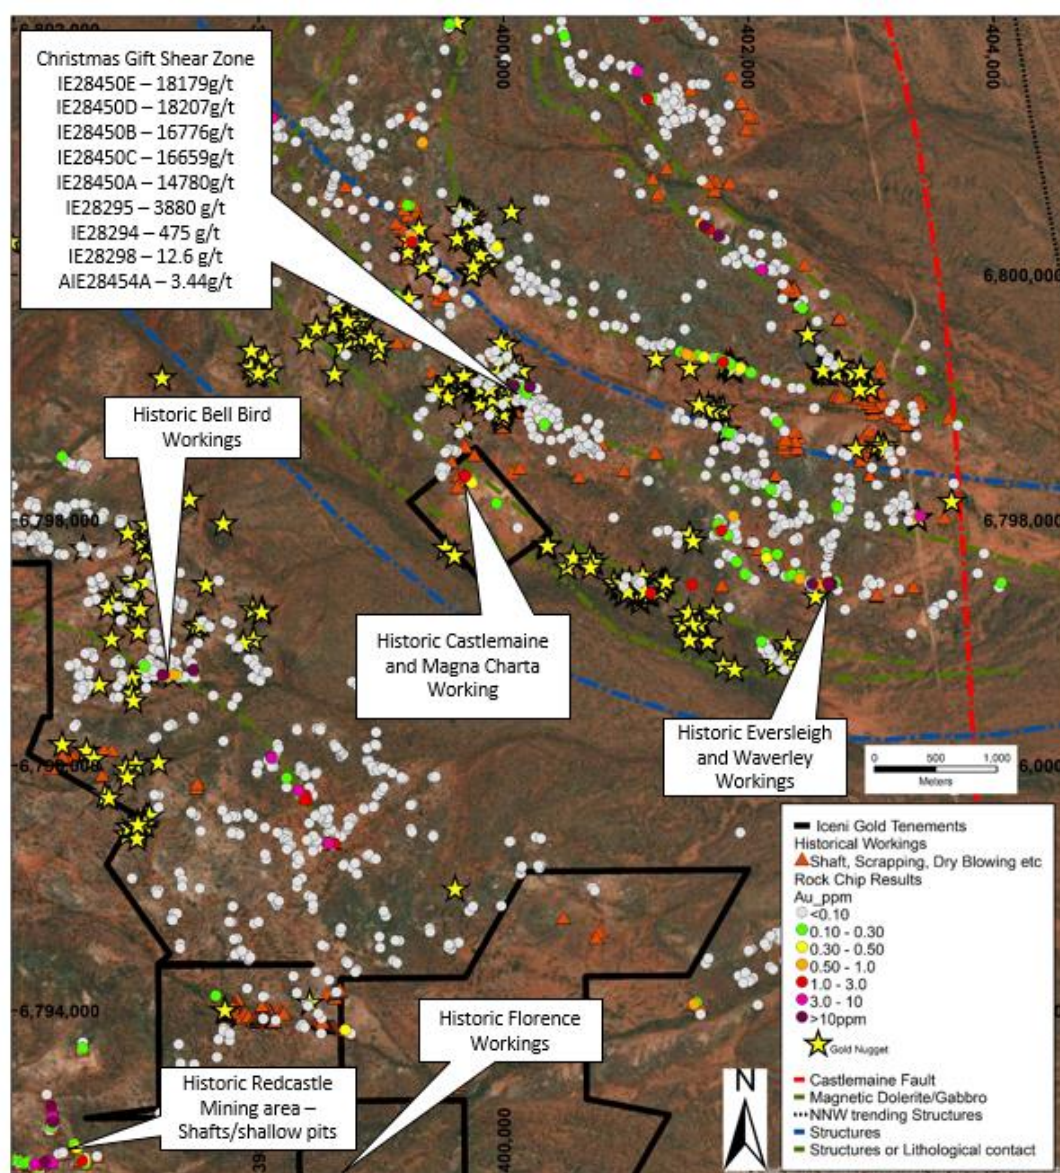 400,000
402,000
404,000
Christmas Gift Shear Zone
IE28450E – 18179g/t
IE28450D – 18207g/t
IE28450B – 16776g/t
IE28450C – 16659g/t
IE28450A – 14780g/t
IE28295 – 3880 g/t
IE28294 – 475 g/t
IE28298 – 12.6 g/t
AIE28454A – 3.44g/t
6,800,000
Historic Bell Bird
Workings
6,798,000
6,798,000
Historic Castlemaine
and Magna Charta
Working
Historic Eversleigh
and Waverley
Workings
0 500 1,000
Meters
Iceni Gold Tenements
Historical Workings
Shaft, Scrapping, Dry Blowing etc
Rock Chip Results
Au_ppm
<0.10
0.10 - 0.30
0.30 - 0.50
0.50 - 1.0
1.0 - 3.0
3.0 - 10
>10ppm
Gold Nugget
Castlemaine Fault
Magnetic Dolerite/Gabbro
NNW trending Structures
Structures
Structures or Lithological contact
6,794,000
Historic Florence
Workings
Historic Redcastle
Mining area –
Shafts/shallow pits
N
400,000